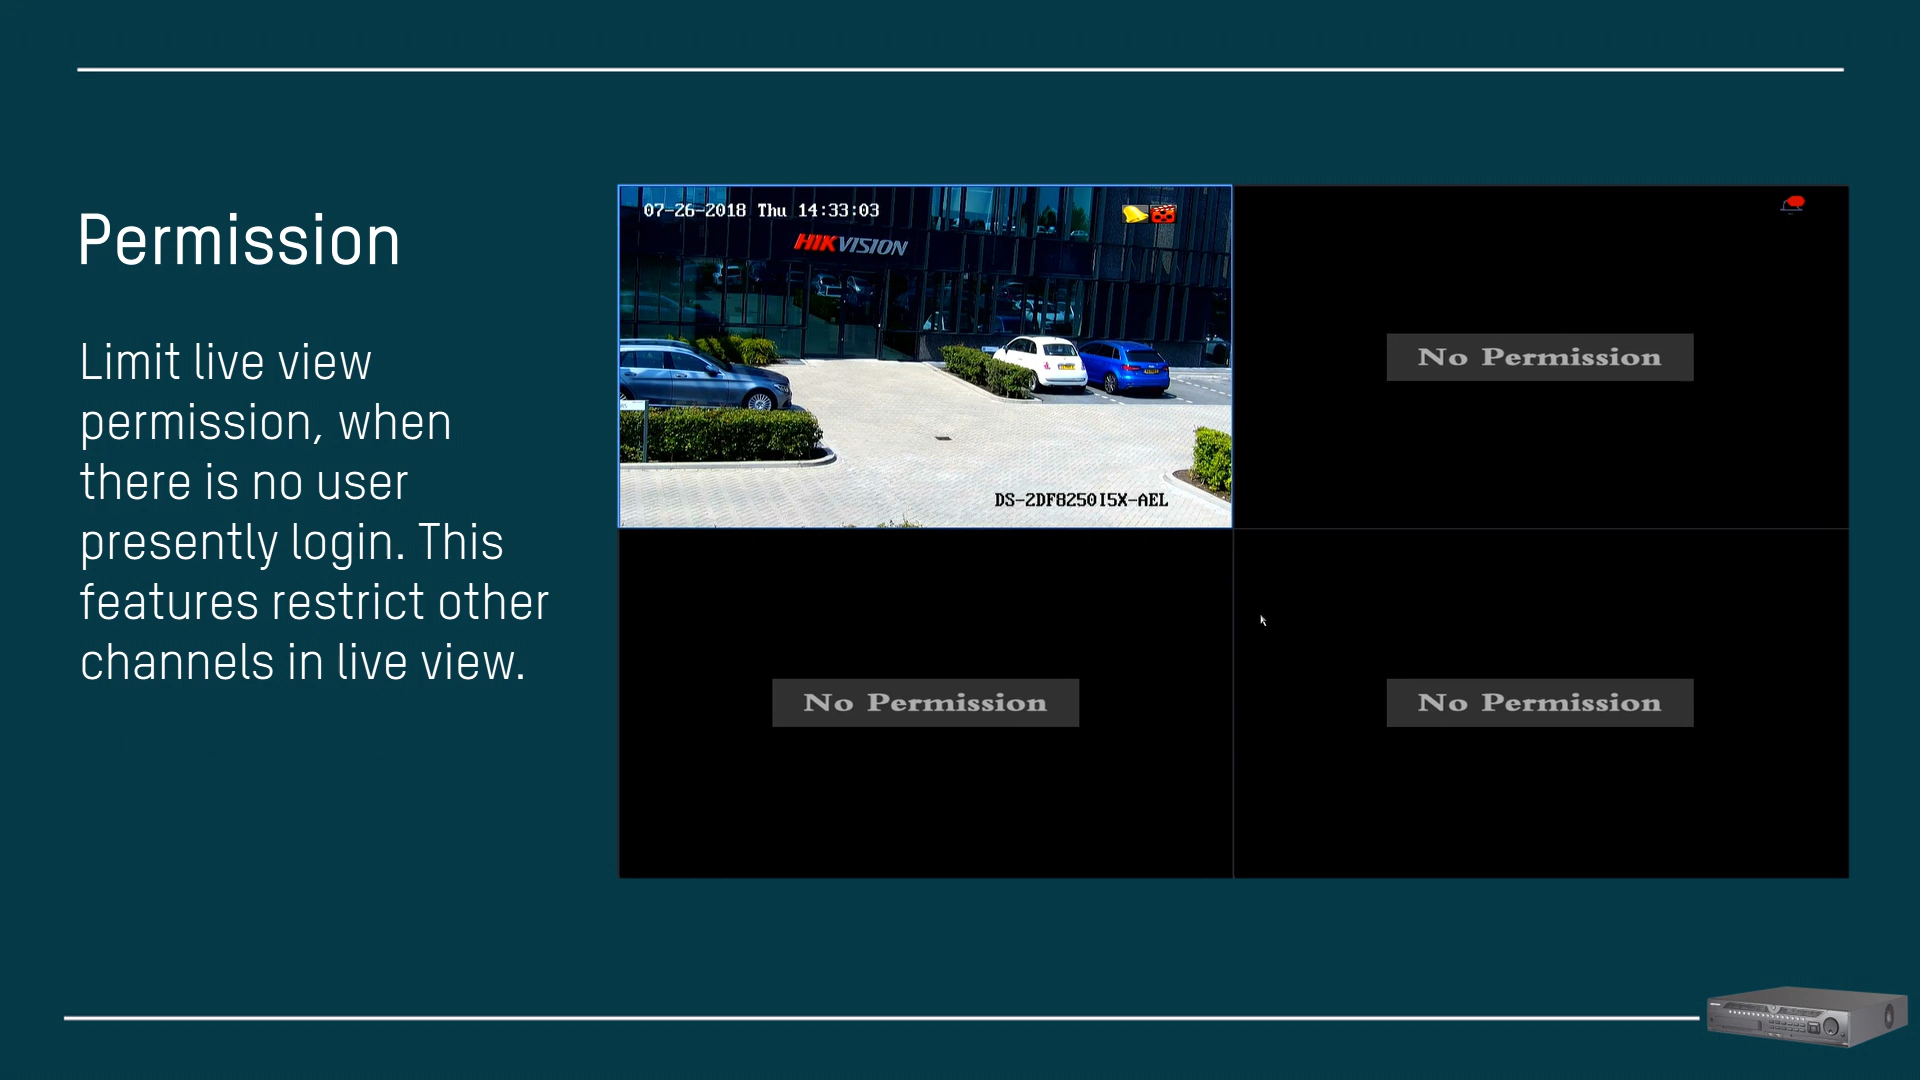 Permission
Limit live view
permission, when
there is no user
presently login. This
features restrict other
channels in live view.
07-26-2018 Thu 14:33:03
HIKVISION
DS-2DF8250I5X-AEL
No Permission
No Permission
No Permission